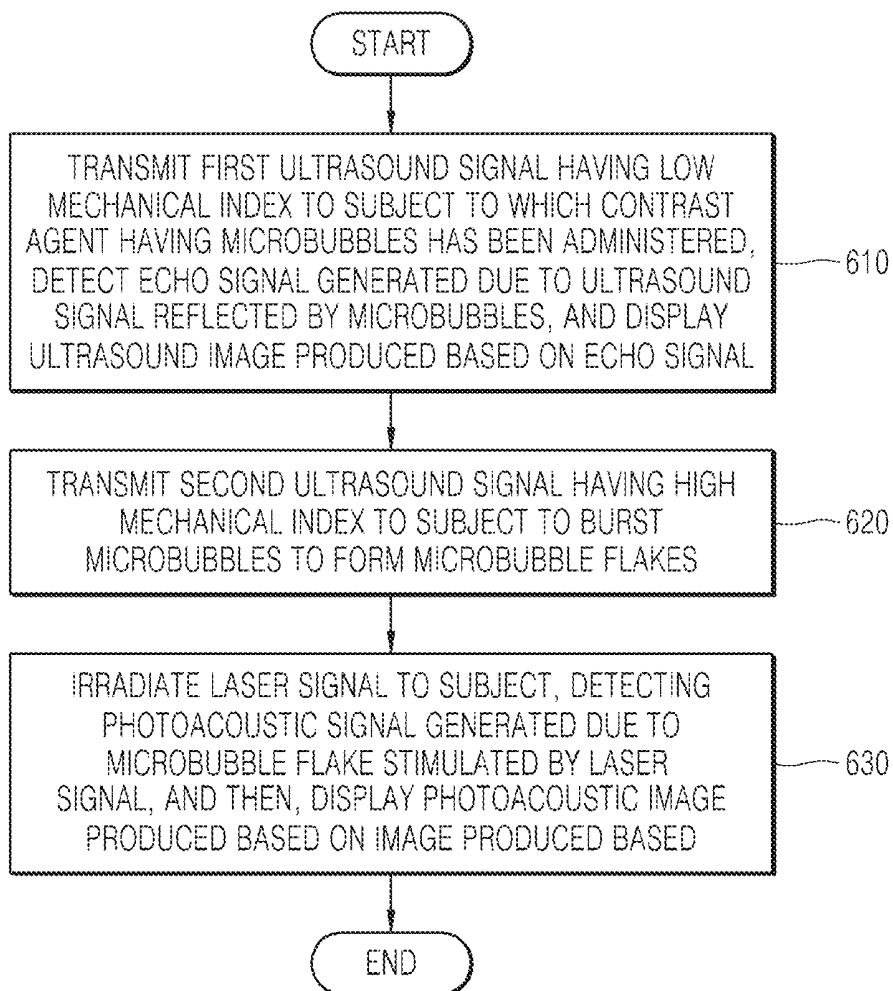 START
TRANSMIT FIRST ULTRASOUND SIGNAL HAVING LOW
MECHANICAL INDEX TO SUBJECT TO WHICH CONTRAST
AGENT HAVING MICROBUBBLES HAS BEEN ADMINISTERED,
DETECT ECHO SIGNAL GENERATED DUE TO ULTRASOUND
SIGNAL REFLECTED BY MICROBUBBLES, AND DISPLAY
ULTRASOUND IMAGE PRODUCED BASED ON ECHO SIGNAL
610
TRANSMIT SECOND ULTRASOUND SIGNAL HAVING HIGH
MECHANICAL INDEX TO SUBJECT TO BURST
MICROBUBBLES TO FORM MICROBUBBLE FLAKES
620
IRRADIATE LASER SIGNAL TO SUBJECT, DETECTING
PHOTOACOUSTIC SIGNAL GENERATED DUE TO
MICROBUBBLE FLAKE STIMULATED BY LASER
SIGNAL, AND THEN, DISPLAY PHOTOACOUSTIC IMAGE
PRODUCED BASED ON IMAGE PRODUCED BASED
630
END